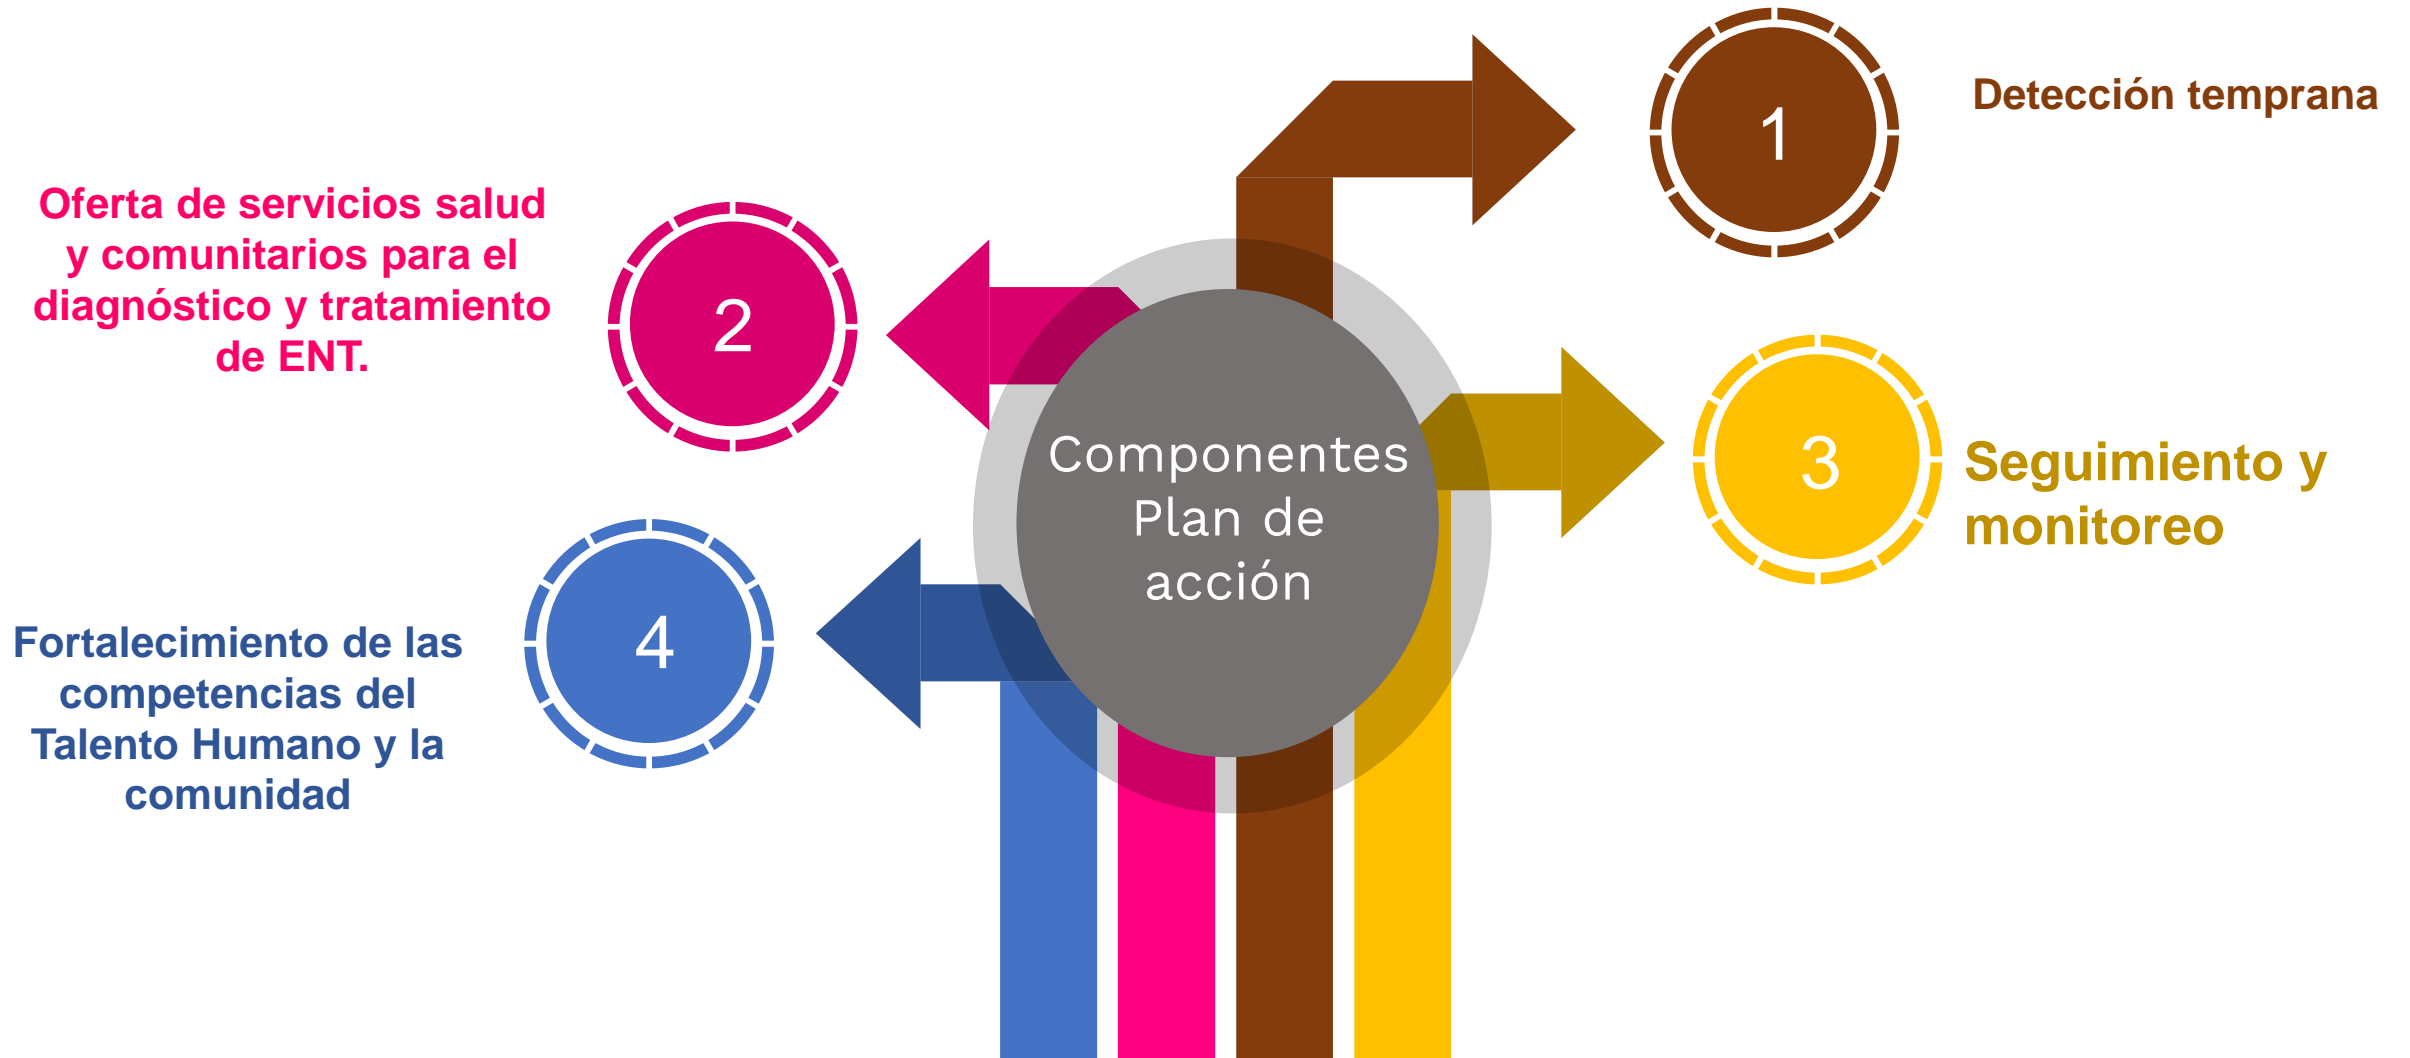 1
Detección temprana
2
Oferta de servicios salud
y comunitarios para el
diagnóstico y tratamiento
de ENT.
3
Seguimiento y
monitoreo
4
Fortalecimiento de las
competencias del
Talento Humano y la
comunidad
Componentes
Plan de
acción